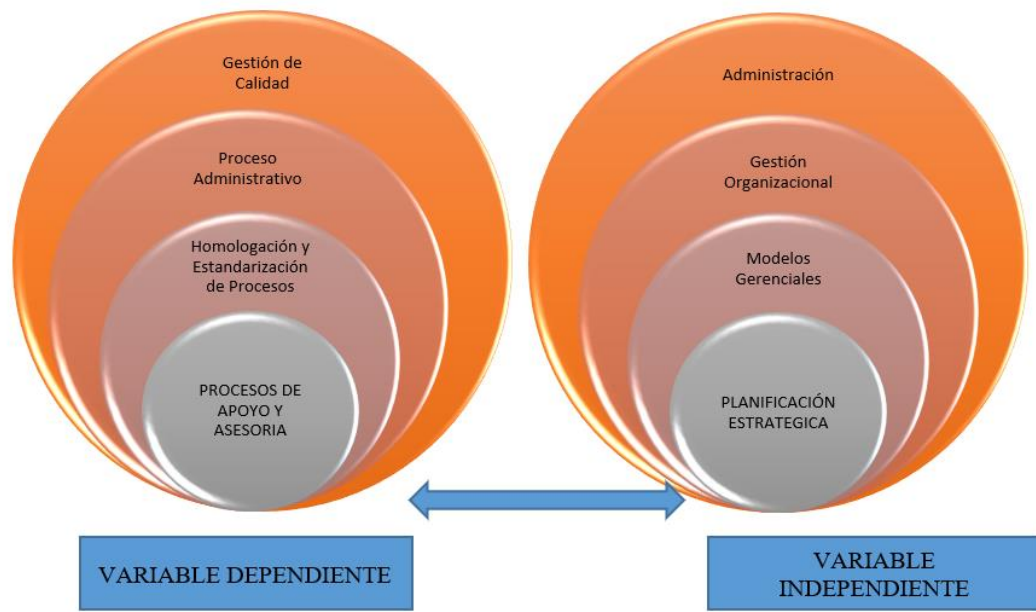 Gestión de
Calidad
Proceso
Administrativo
Homologación y
Estandarización
de Procesos
PROCESOS DE
APOYO Y
ASESORIA
VARIABLE DEPENDIENTE
Administración
Gestión
Organizacional
Modelos
Gerenciales
PLANIFICACIÓN
ESTRATEGICA
VARIABLE
INDEPENDIENTE